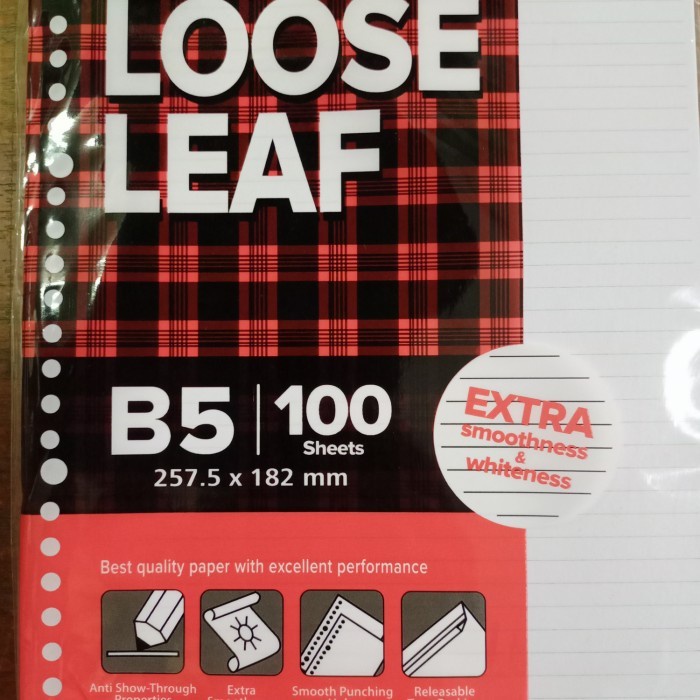 LOOSE
LEAF
B5
100
Sheets
257.5 x 182 mm
EXTRA
smoothness
&
whiteness
Best quality paper with excellent performance
Anti Show-Through
Properties
Extra
Smooth Punching
Releasable